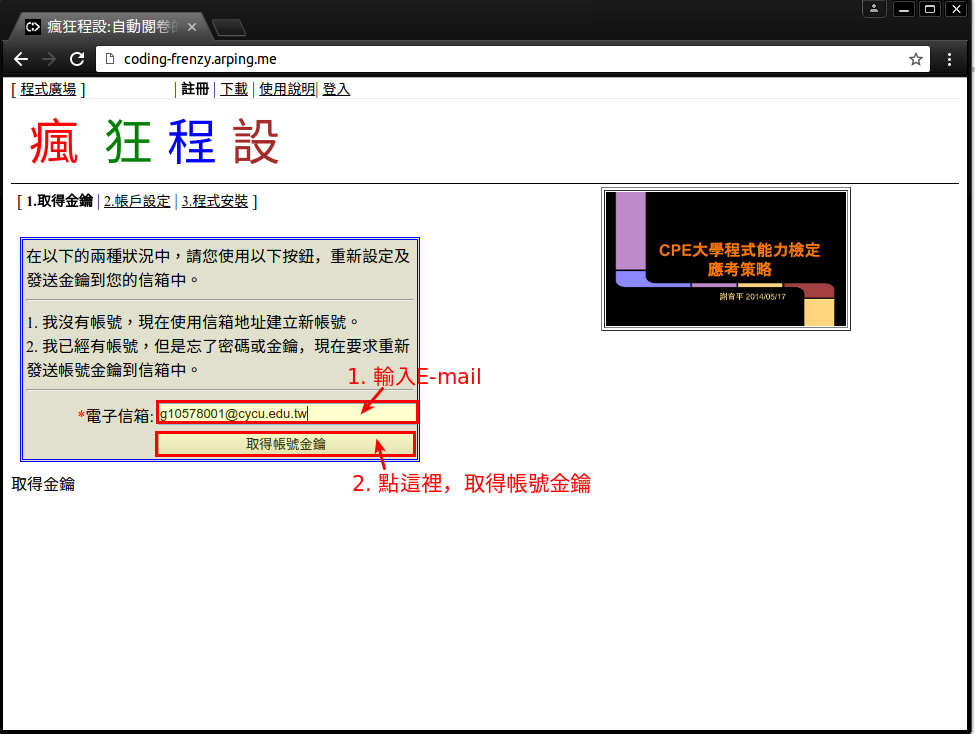 瘋狂程設:自動閱卷
coding-frenzy.arping.me
[ 程式廣場 ] | 註冊 | 下載 | 使用說明| 登入
瘋 狂 程 設
[ 1.取得金鑰 | 2.帳戶設定 | 3.程式安裝 ]
CPE大學程式能力檢定
應考策略
謝育平 2014/05/17
在以下的兩種狀況中，請您使用以下按鈕，重新設定及
發送金鑰到您的信箱中。
1. 我沒有帳號，現在使用信箱地址建立新帳號。
2. 我已經有帳號，但是忘了密碼或金鑰，現在要求重新
發送帳號金鑰到信箱中。
1. 輸入E-mail
*電子信箱: g10578001@cycu.edu.tw
取得帳號金鑰
2. 點這裡，取得帳號金鑰
取得金鑰